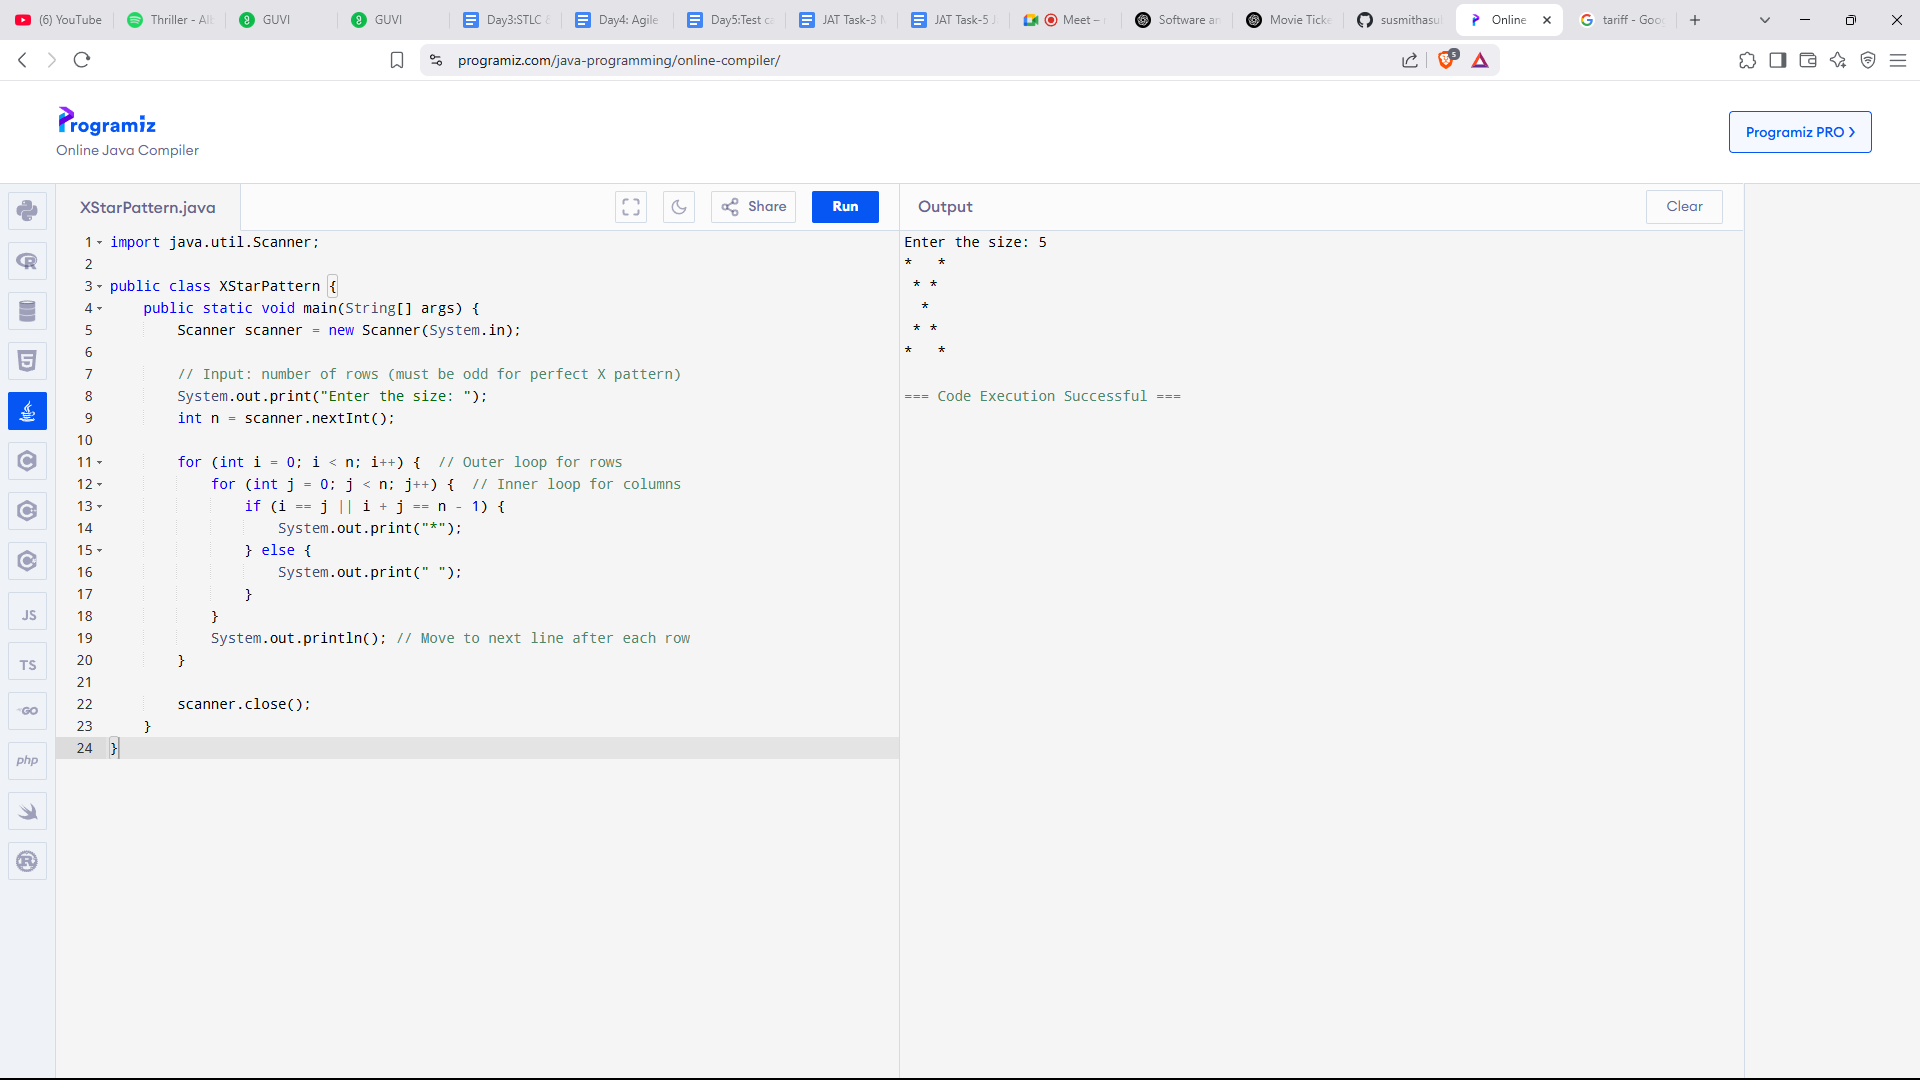 (6) YouTube
Thriller - Alb
GUVI
GUVI
Day3:STLC &
Day4: Agile
Day5:Test ca
JAT Task-3 M
JAT Task-5 J
Meet –
Software an
Movie Ticke
susmithasul
Online
tariff - Goog
programiz.com/java-programming/online-compiler/
5
Programiz
Online Java Compiler
Programiz PRO ❯
XStarPattern.java
Share
Run
Output
Clear
1 import java.util.Scanner;
2
3 public class XStarPattern {
4     public static void main(String[] args) {
5         Scanner scanner = new Scanner(System.in);
6
7         // Input: number of rows (must be odd for perfect X pattern)
8         System.out.print("Enter the size: ");
9         int n = scanner.nextInt();
10
11         for (int i = 0; i < n; i++) {  // Outer loop for rows
12             for (int j = 0; j < n; j++) {  // Inner loop for columns
13                 if (i == j || i + j == n - 1) {
14                     System.out.print("*");
15                 } else {
16                     System.out.print(" ");
17                 }
18             }
19             System.out.println(); // Move to next line after each row
20         }
21
22         scanner.close();
23     }
24 }
Enter the size: 5
*   *
 * *
  *
 * *
*   *
=== Code Execution Successful ===
JS
TS
GO
php